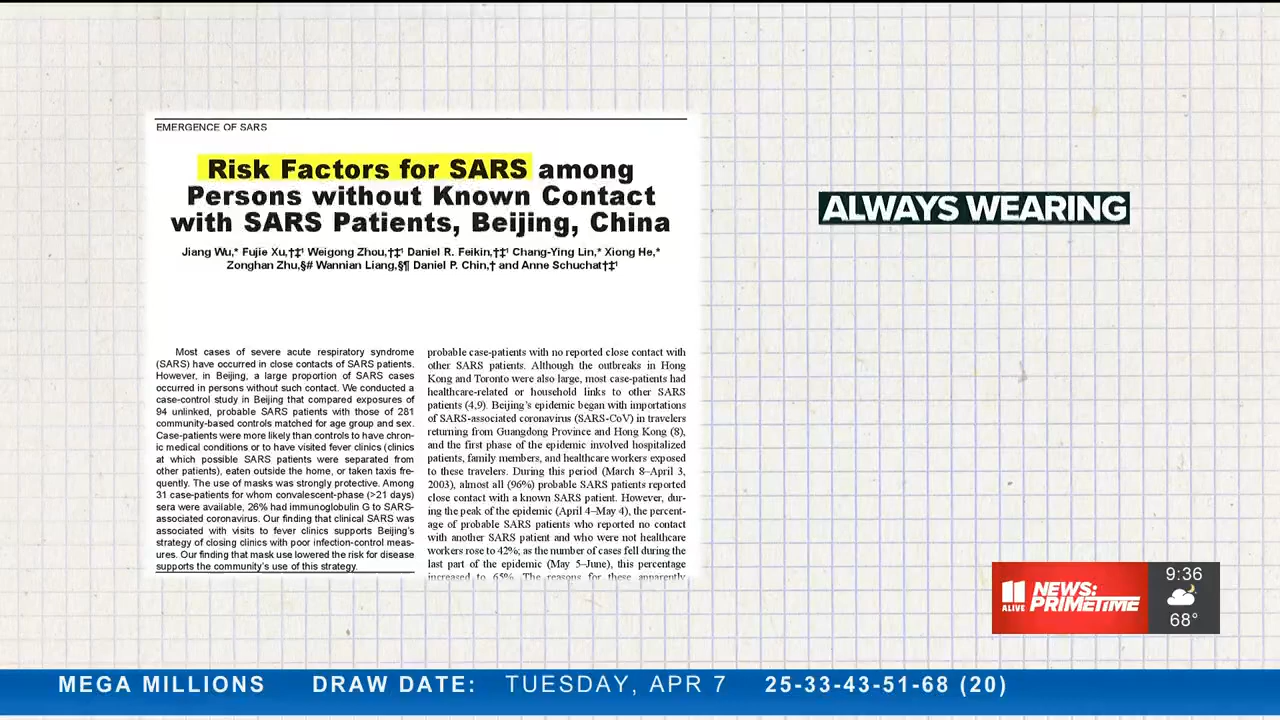 EMERGENCE OF SARS
Risk Factors for SARS among
Persons without Known Contact
with SARS Patients, Beijing, China
Jiang Wu,* Fujie Xu,†‡¹ Weigong Zhou,†‡¹ Daniel R. Feikin,†‡¹ Chang-Ying Lin,* Xiong He,*
Zonghan Zhu,§# Wannian Liang,§¶ Daniel P. Chin,† and Anne Schuchat†‡¹
Most cases of severe acute respiratory syndrome
(SARS) have occurred in close contacts of SARS patients.
However, in Beijing, a large proportion of SARS cases
occurred in persons without such contact. We conducted a
case-control study in Beijing that compared exposures of
94 unlinked, probable SARS patients with those of 281
community-based controls matched for age group and sex.
Case-patients were more likely than controls to have chron-
ic medical conditions or to have visited fever clinics (clinics
at which possible SARS patients were separated from
other patients), eaten outside the home, or taken taxis fre-
quently. The use of masks was strongly protective. Among
31 case-patients for whom convalescent-phase (>21 days)
sera were available, 26% had immunoglobulin G to SARS-
associated coronavirus. Our finding that clinical SARS was
associated with visits to fever clinics supports Beijing's
strategy of closing clinics with poor infection-control meas-
ures. Our finding that mask use lowered the risk for disease
supports the community's use of this strategy.
probable case-patients with no reported close contact with
other SARS patients. Although the outbreaks in Hong
Kong and Toronto were also large, most case-patients had
healthcare-related or household links to other SARS
patients (4,9). Beijing's epidemic began with importations
of SARS-associated coronavirus (SARS-CoV) in travelers
returning from Guangdong Province and Hong Kong (8),
and the first phase of the epidemic involved hospitalized
patients, family members, and healthcare workers exposed
to these travelers. During this period (March 8–April 3,
2003), almost all (96%) probable SARS patients reported
close contact with a known SARS patient. However, dur-
ing the peak of the epidemic (April 4–May 4), the percent-
age of probable SARS patients who reported no contact
with another SARS patient and who were not healthcare
workers rose to 42%; as the number of cases fell during the
last part of the epidemic (May 5–June), this percentage
increased to 65%. The reasons for these apparently
ALWAYS WEARING
11 ALIVE NEWS: PRIMETIME
9:36
68°
MEGA MILLIONS DRAW DATE: TUESDAY, APR 7 25-33-43-51-68 (20)